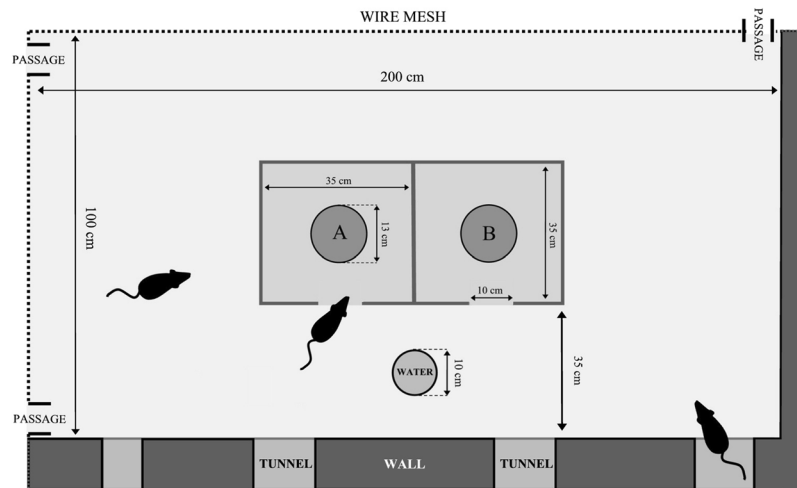 WIRE MESH
PASSAGE
PASSAGE
200 cm
100 cm
35 cm
A
13 cm
B
35 cm
10 cm
35 cm
WATER
10 cm
PASSAGE
TUNNEL
WALL
TUNNEL